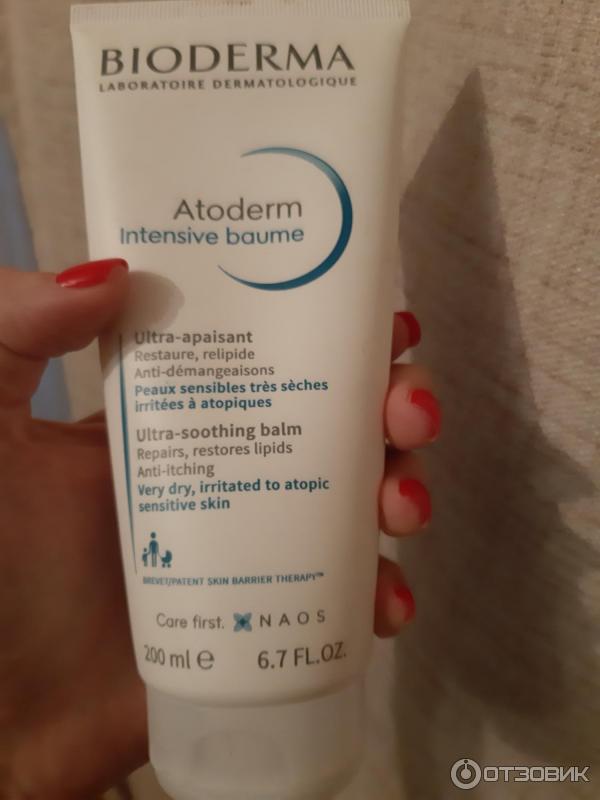 BIODERMA
LABORATOIRE DERMATOLOGIQUE
Atoderm
Intensive baume
Ultra-apaisant
Restaure, relipide
Anti-démangeaisons
Peaux sensibles très sèches
irritées à atopiques
Ultra-soothing balm
Repairs, restores lipids
Anti-itching
Very dry, irritated to atopic
sensitive skin
BREVET/PATENT SKIN BARRIER THERAPY™
Care first. NAOS
200 ml ℮ 6.7 FL.OZ.
ОТЗОВИК